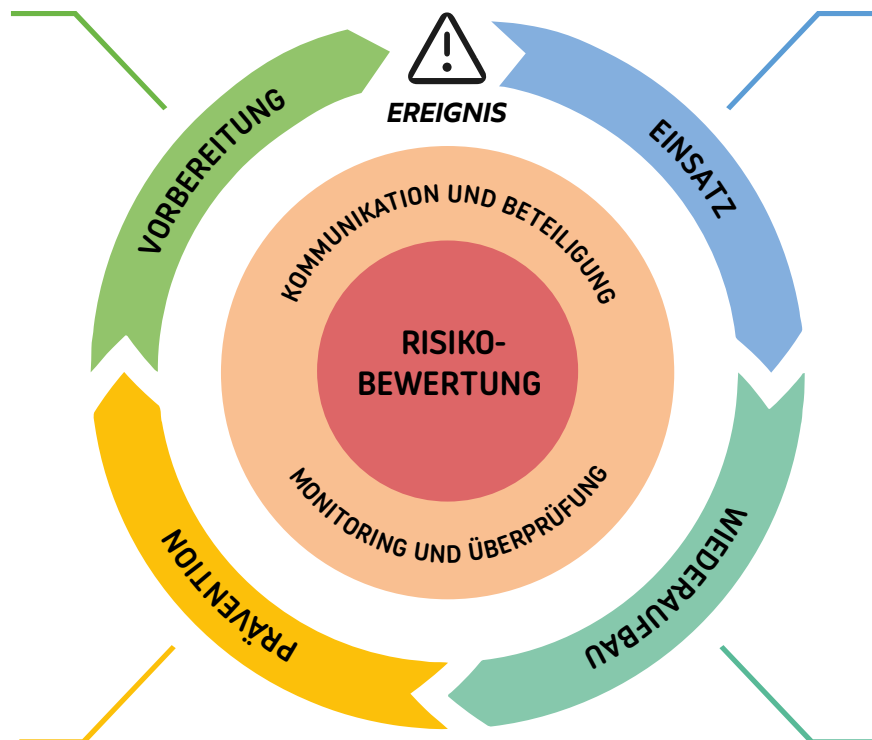 EREIGNIS
VORBEREITUNG
EINSATZ
KOMMUNIKATION UND BETEILIGUNG
RISIKO-
BEWERTUNG
MONITORING UND ÜBERPRÜFUNG
PRÄVENTION
WIEDERAUFBAU